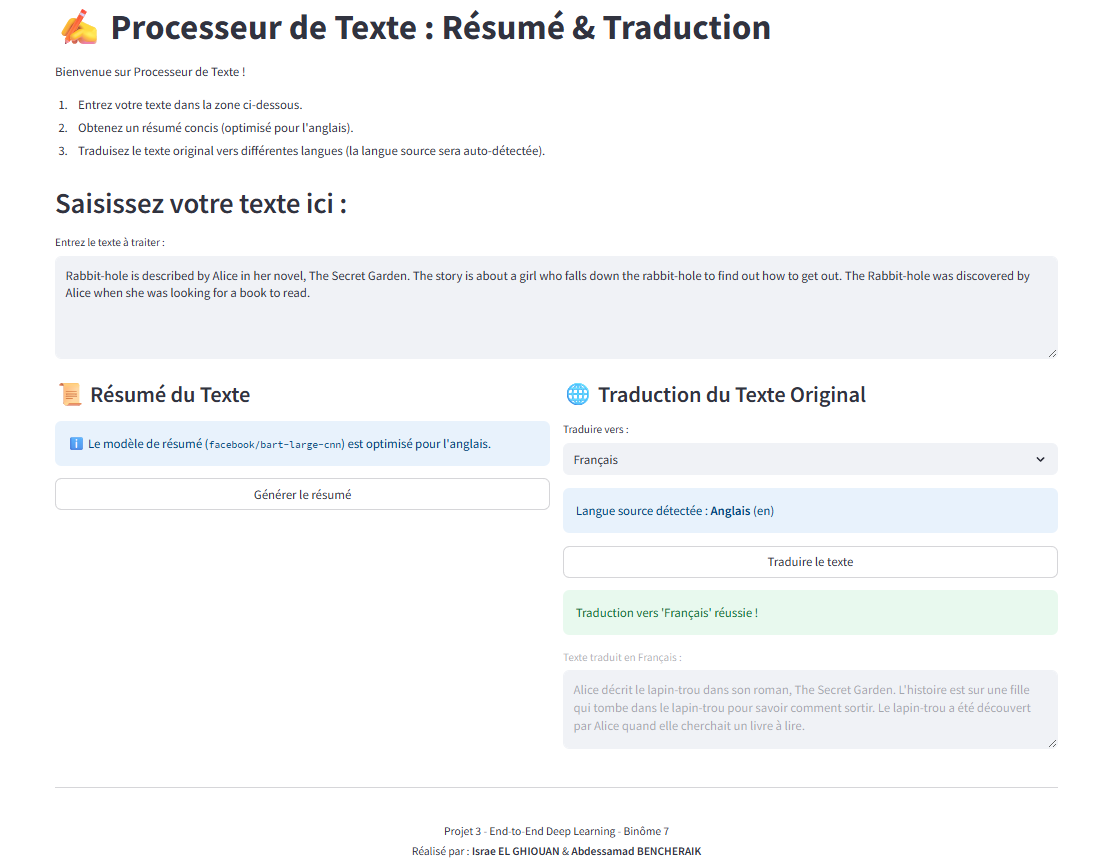 Processeur de Texte : Résumé & Traduction
Bienvenue sur Processeur de Texte !
1. Entrez votre texte dans la zone ci-dessous.
2. Obtenez un résumé concis (optimisé pour l'anglais).
3. Traduisez le texte original vers différentes langues (la langue source sera auto-détectée).
Saisissez votre texte ici :
Entrez le texte à traiter :
Rabbit-hole is described by Alice in her novel, The Secret Garden. The story is about a girl who falls down the rabbit-hole to find out how to get out. The Rabbit-hole was discovered by
Alice when she was looking for a book to read.
Résumé du Texte
Le modèle de résumé (facebook/bart-large-cnn) est optimisé pour l'anglais.
Générer le résumé
Traduction du Texte Original
Traduire vers :
Français
Langue source détectée : Anglais (en)
Traduire le texte
Traduction vers 'Français' réussie !
Texte traduit en Français :
Alice décrit le lapin-trou dans son roman, The Secret Garden. L'histoire est sur une fille
qui tombe dans le lapin-trou pour savoir comment sortir. Le lapin-trou a été découvert
par Alice quand elle cherchait un livre à lire.
Projet 3 - End-to-End Deep Learning - Binôme 7
Réalisé par : Israe EL GHIOUAN & Abdessamad BENCHERAIK